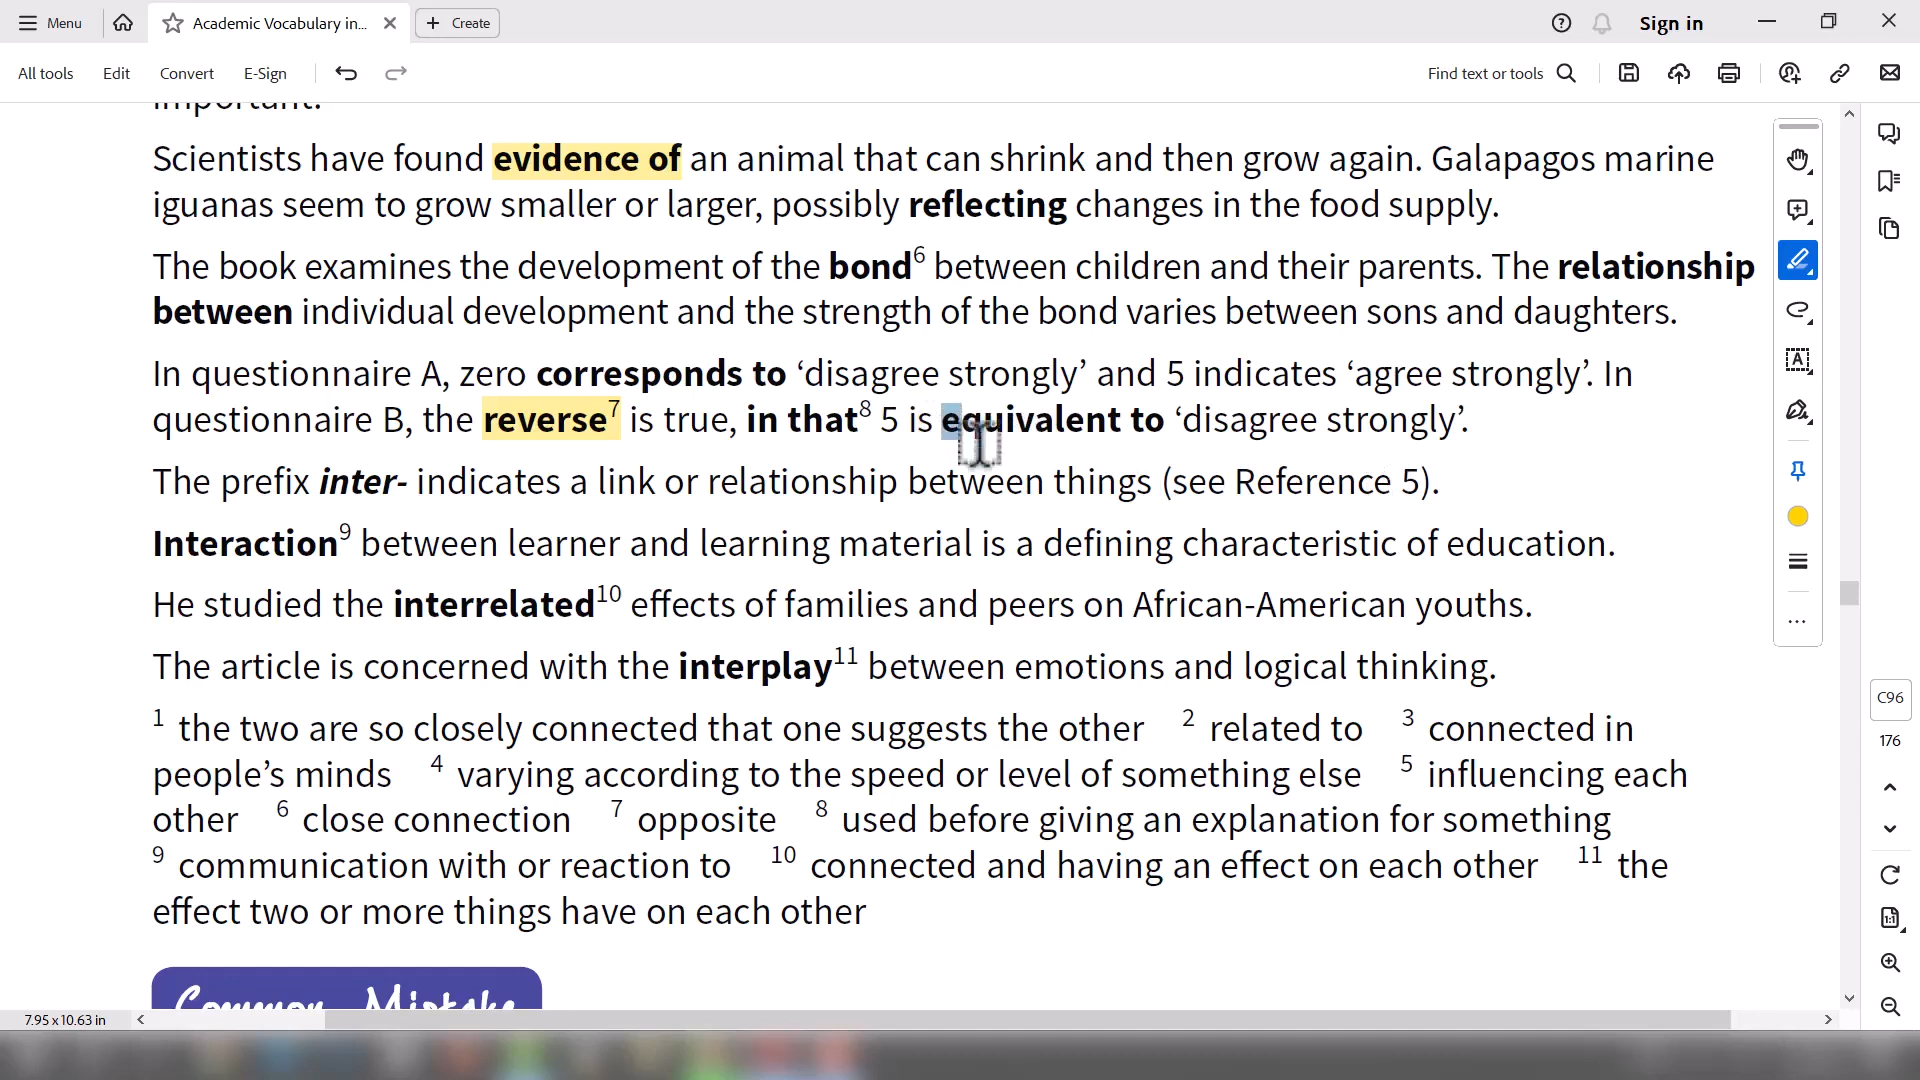 Menu
Academic Vocabulary in...
Create
Sign in
All tools
Edit
Convert
E-Sign
Find text or tools
important.
Scientists have found evidence of an animal that can shrink and then grow again. Galapagos marine
iguanas seem to grow smaller or larger, possibly reflecting changes in the food supply.
The book examines the development of the bond⁶ between children and their parents. The relationship
between individual development and the strength of the bond varies between sons and daughters.
In questionnaire A, zero corresponds to ‘disagree strongly’ and 5 indicates ‘agree strongly’. In
questionnaire B, the reverse⁷ is true, in that⁸ 5 is equivalent to ‘disagree strongly’.
The prefix inter- indicates a link or relationship between things (see Reference 5).
Interaction⁹ between learner and learning material is a defining characteristic of education.
He studied the interrelated¹⁰ effects of families and peers on African-American youths.
The article is concerned with the interplay¹¹ between emotions and logical thinking.
¹ the two are so closely connected that one suggests the other ² related to ³ connected in
people’s minds ⁴ varying according to the speed or level of something else ⁵ influencing each
other ⁶ close connection ⁷ opposite ⁸ used before giving an explanation for something
⁹ communication with or reaction to ¹⁰ connected and having an effect on each other ¹¹ the
effect two or more things have on each other
Common Mistake
C96
176
7.95 x 10.63 in